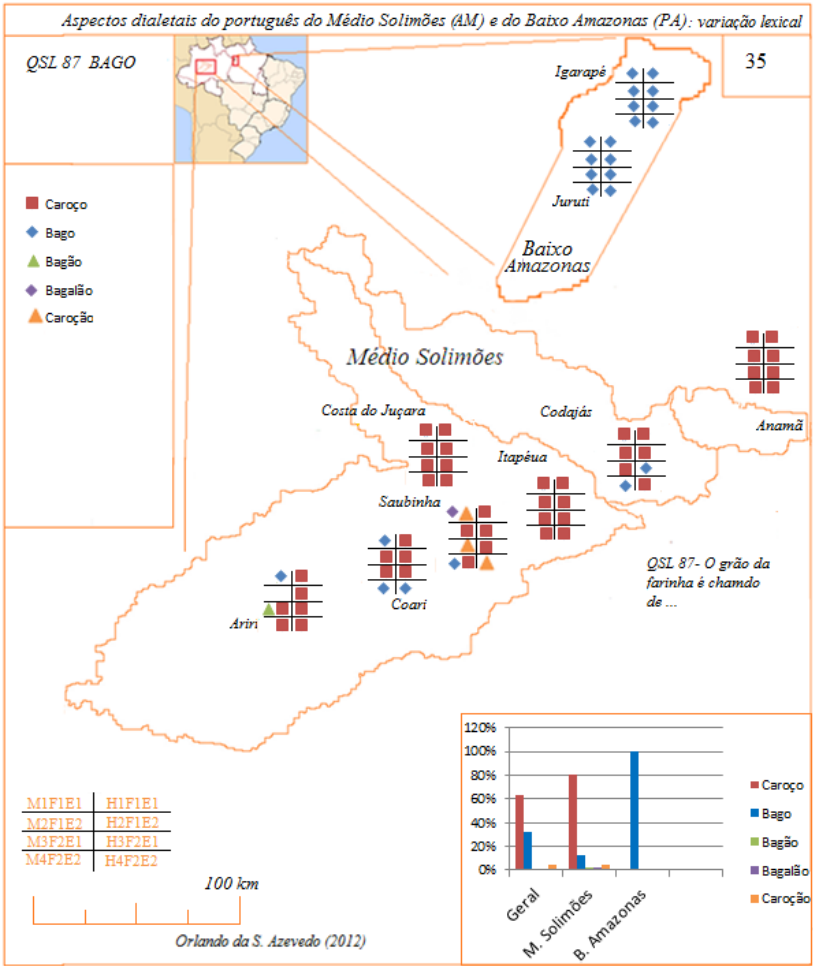 Aspectos dialetais do português do Médio Solimões (AM) e do Baixo Amazonas (PA): variação lexical
QSL 87 BAGO
35
Igarapé
Juruti
Baixo
Amazonas
Caroço
Bago
Bagão
Bagalão
Caroção
Médio Solimões
Costa do Juçara
Codajás
Anamã
Itapéua
Saubinha
Coari
Ariri
QSL 87- O grão da
farinha é chamdo
de ...
M1F1E1 H1F1E1
M2F1E2 H2F1E2
M3F2E1 H3F2E1
M4F2E2 H4F2E2
100 km
Orlando da S. Azevedo (2012)
120%
100%
80%
60%
40%
20%
0%
Geral
M. Solimões
B. Amazonas
Caroço
Bago
Bagão
Bagalão
Caroção